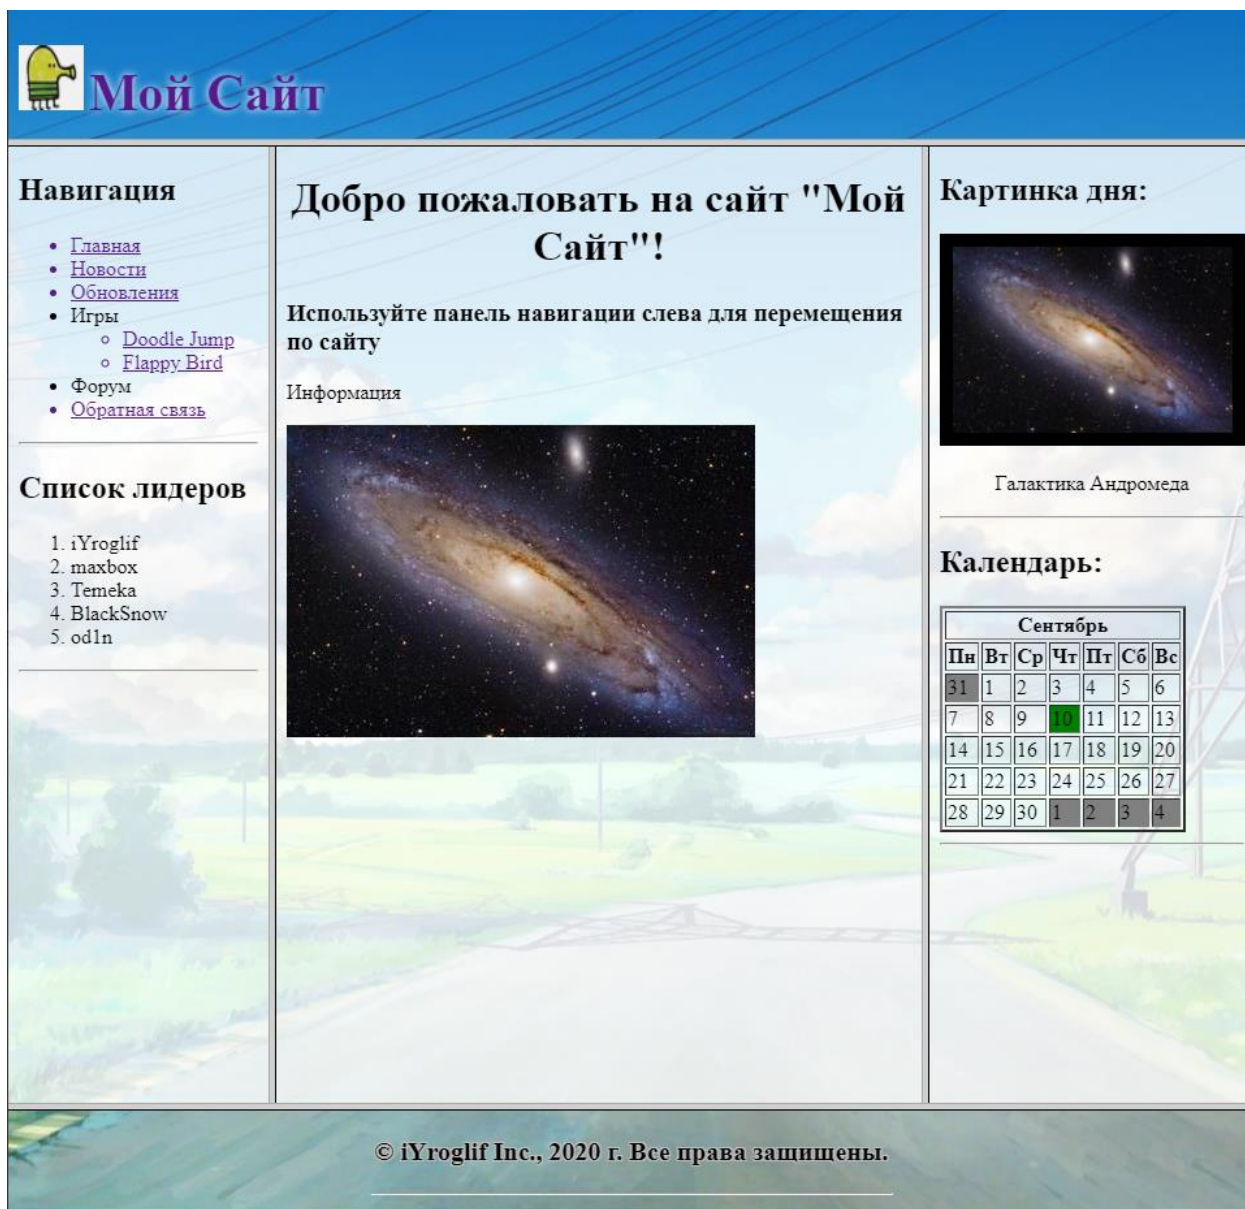 Мой Сайт
Навигация
Главная
Новости
Обновления
Игры
Doodle Jump
Flappy Bird
Форум
Обратная связь
Список лидеров
1. iYroglif
2. maxbox
3. Temeka
4. BlackSnow
5. od1n
Добро пожаловать на сайт "Мой
Сайт"!
Используйте панель навигации слева для перемещения
по сайту
Информация
Картинка дня:
Галактика Андромеда
Календарь:
Сентябрь
Пн Вт Ср Чт Пт Сб Вс
31 1 2 3 4 5 6
7 8 9 10 11 12 13
14 15 16 17 18 19 20
21 22 23 24 25 26 27
28 29 30 1 2 3 4
© iYroglif Inc., 2020 г. Все права защищены.